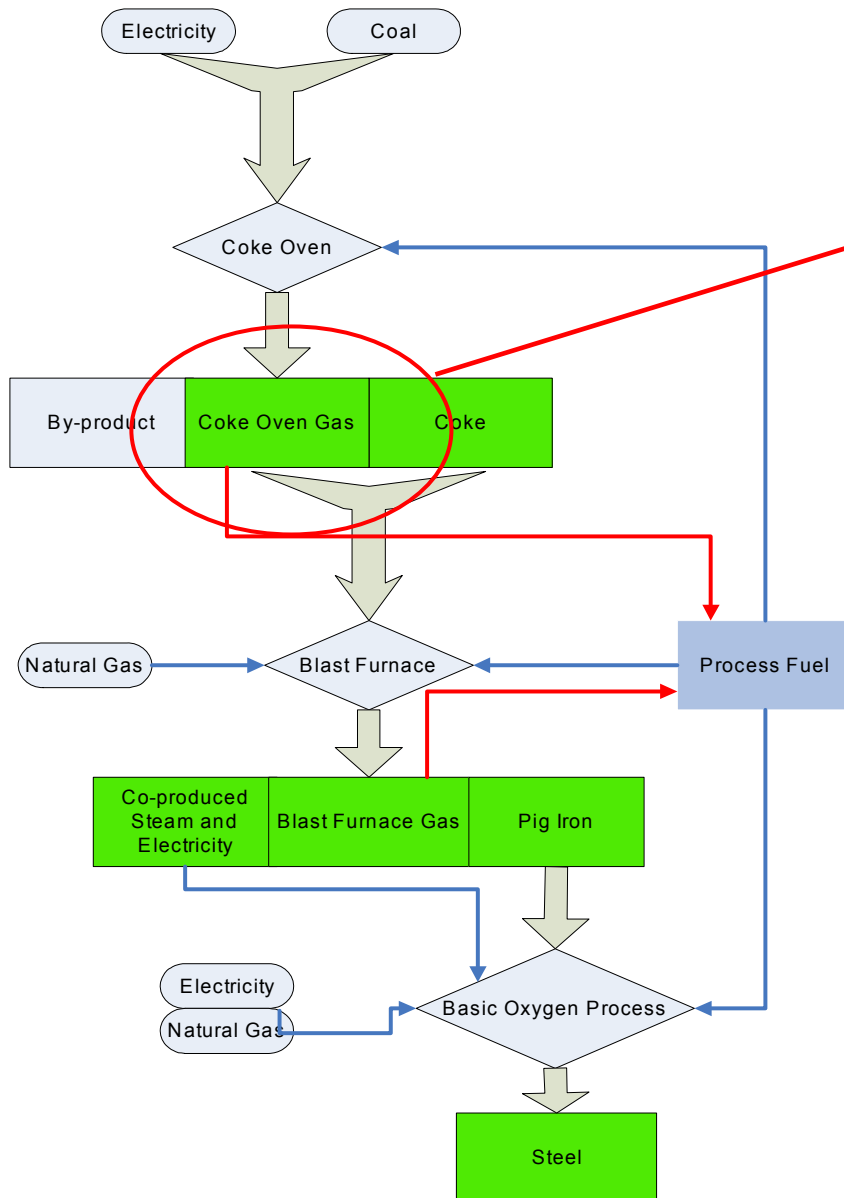 Electricity
Coal
Coke Oven
By-product
Coke Oven Gas
Coke
Natural Gas
Blast Furnace
Process Fuel
Co-produced
Steam and
Electricity
Blast Furnace Gas
Pig Iron
Electricity
Natural Gas
Basic Oxygen Process
Steel